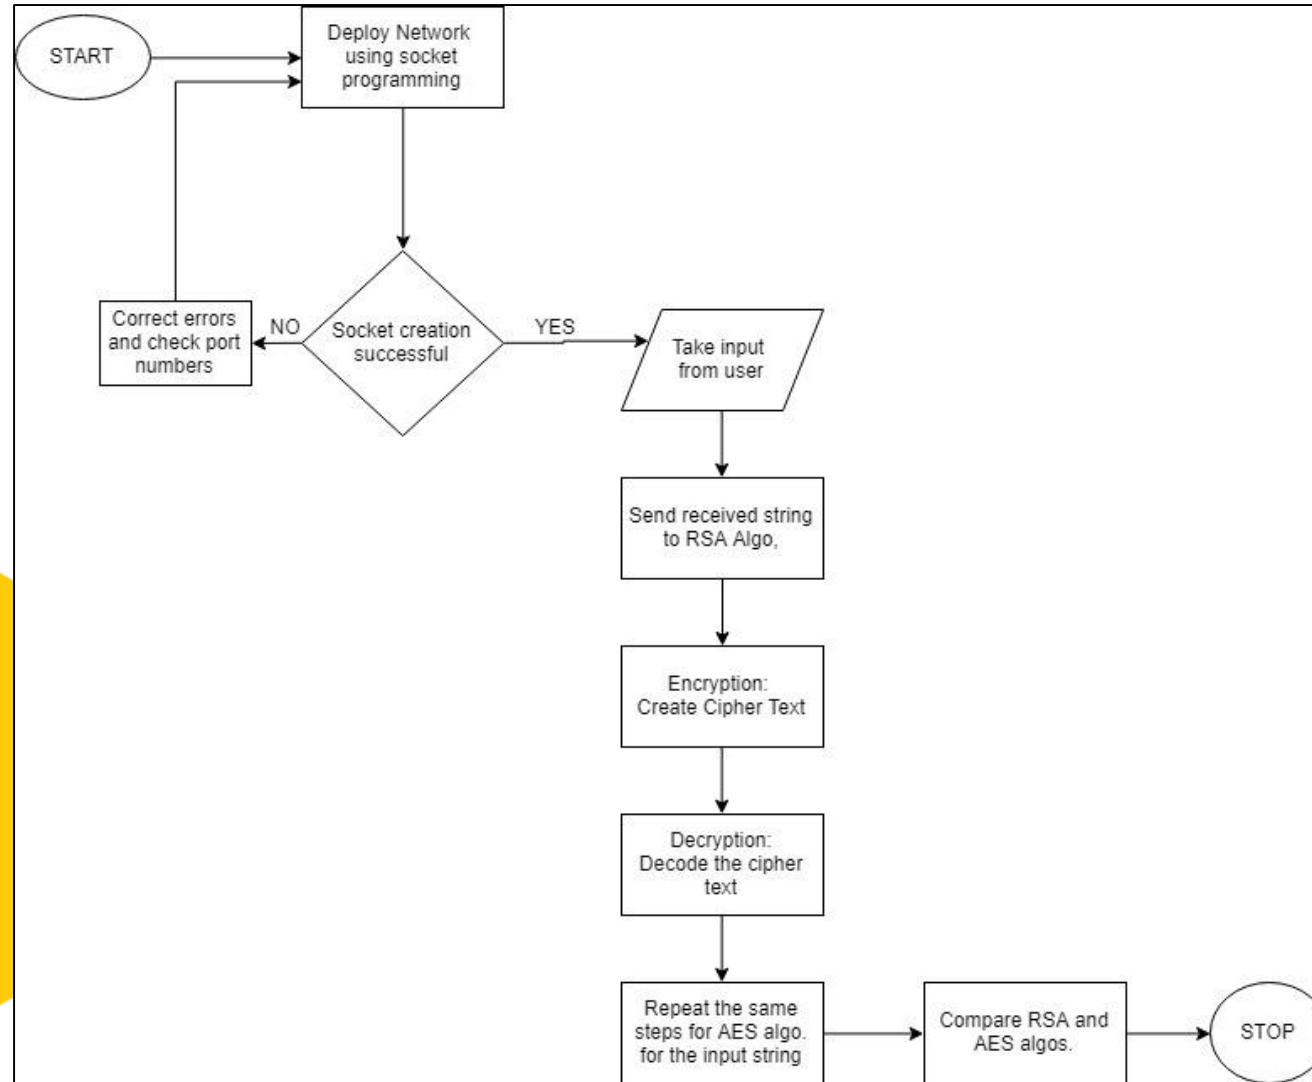 START
Deploy Network
using socket
programming
Socket creation
successful
NO
Correct errors
and check port
numbers
YES
Take input
from user
Send received string
to RSA Algo,
Encryption:
Create Cipher Text
Decryption:
Decode the cipher
text
Repeat the same
steps for AES algo.
for the input string
Compare RSA and
AES algos.
STOP